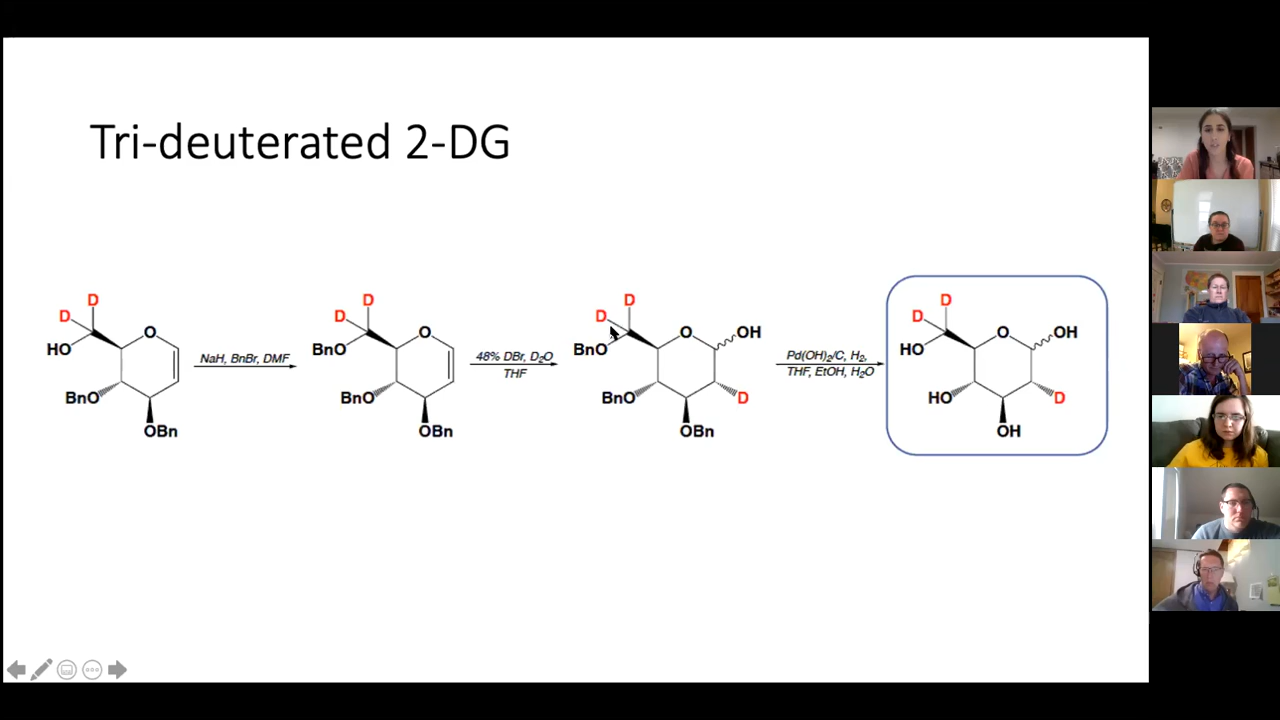 Tri-deuterated 2-DG
D
D
HO
O
BnO
OBn
NaH, BnBr, DMF
D
D
BnO
O
BnO
OBn
48% DBr, D₂O
THF
D
D
BnO
O
OH
BnO
D
OBn
Pd(OH)₂/C, H₂,
THF, EtOH, H₂O
D
D
HO
O
OH
HO
D
OH